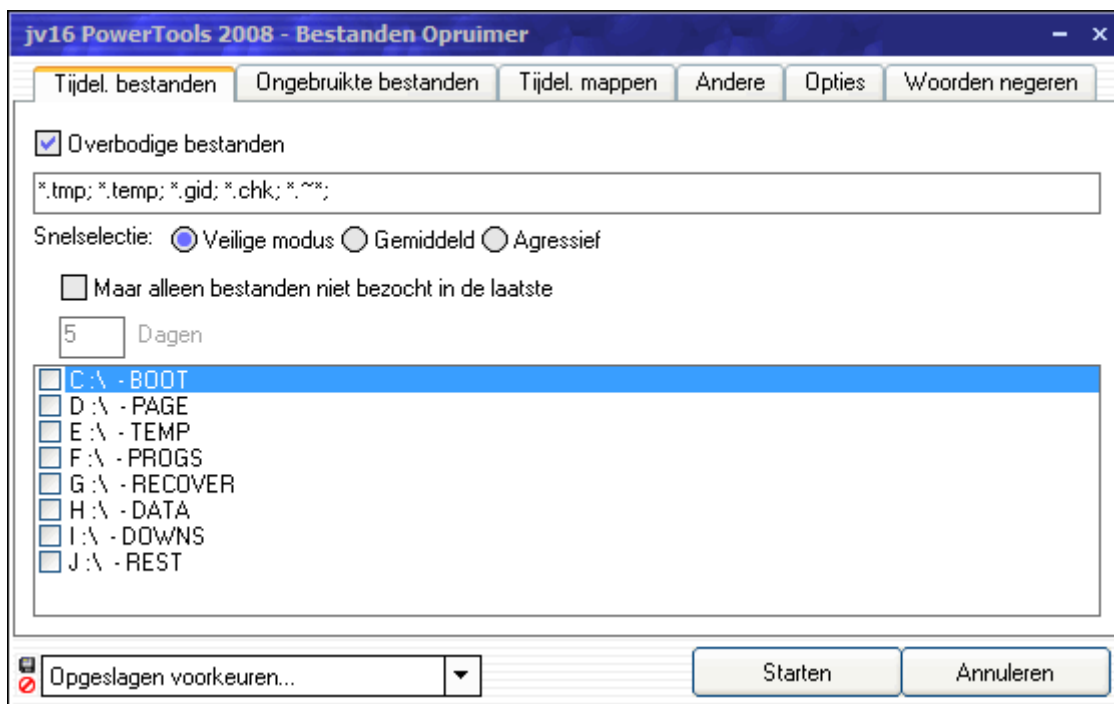 jv16 PowerTools 2008 - Bestanden Opruimer
Tijdel. bestanden Ongebruikte bestanden Tijdel. mappen Andere Opties Woorden negeren
Overbodige bestanden
*.tmp; *.temp; *.gid; *.chk; *.~*;
Snelselectie: Veilige modus Gemiddeld Agressief
Maar alleen bestanden niet bezocht in de laatste
5 Dagen
C:\ - BOOT
D:\ - PAGE
E:\ - TEMP
F:\ - PROGS
G:\ - RECOVER
H:\ - DATA
I:\ - DOWNS
J:\ - REST
Opgeslagen voorkeuren... Starten Annuleren